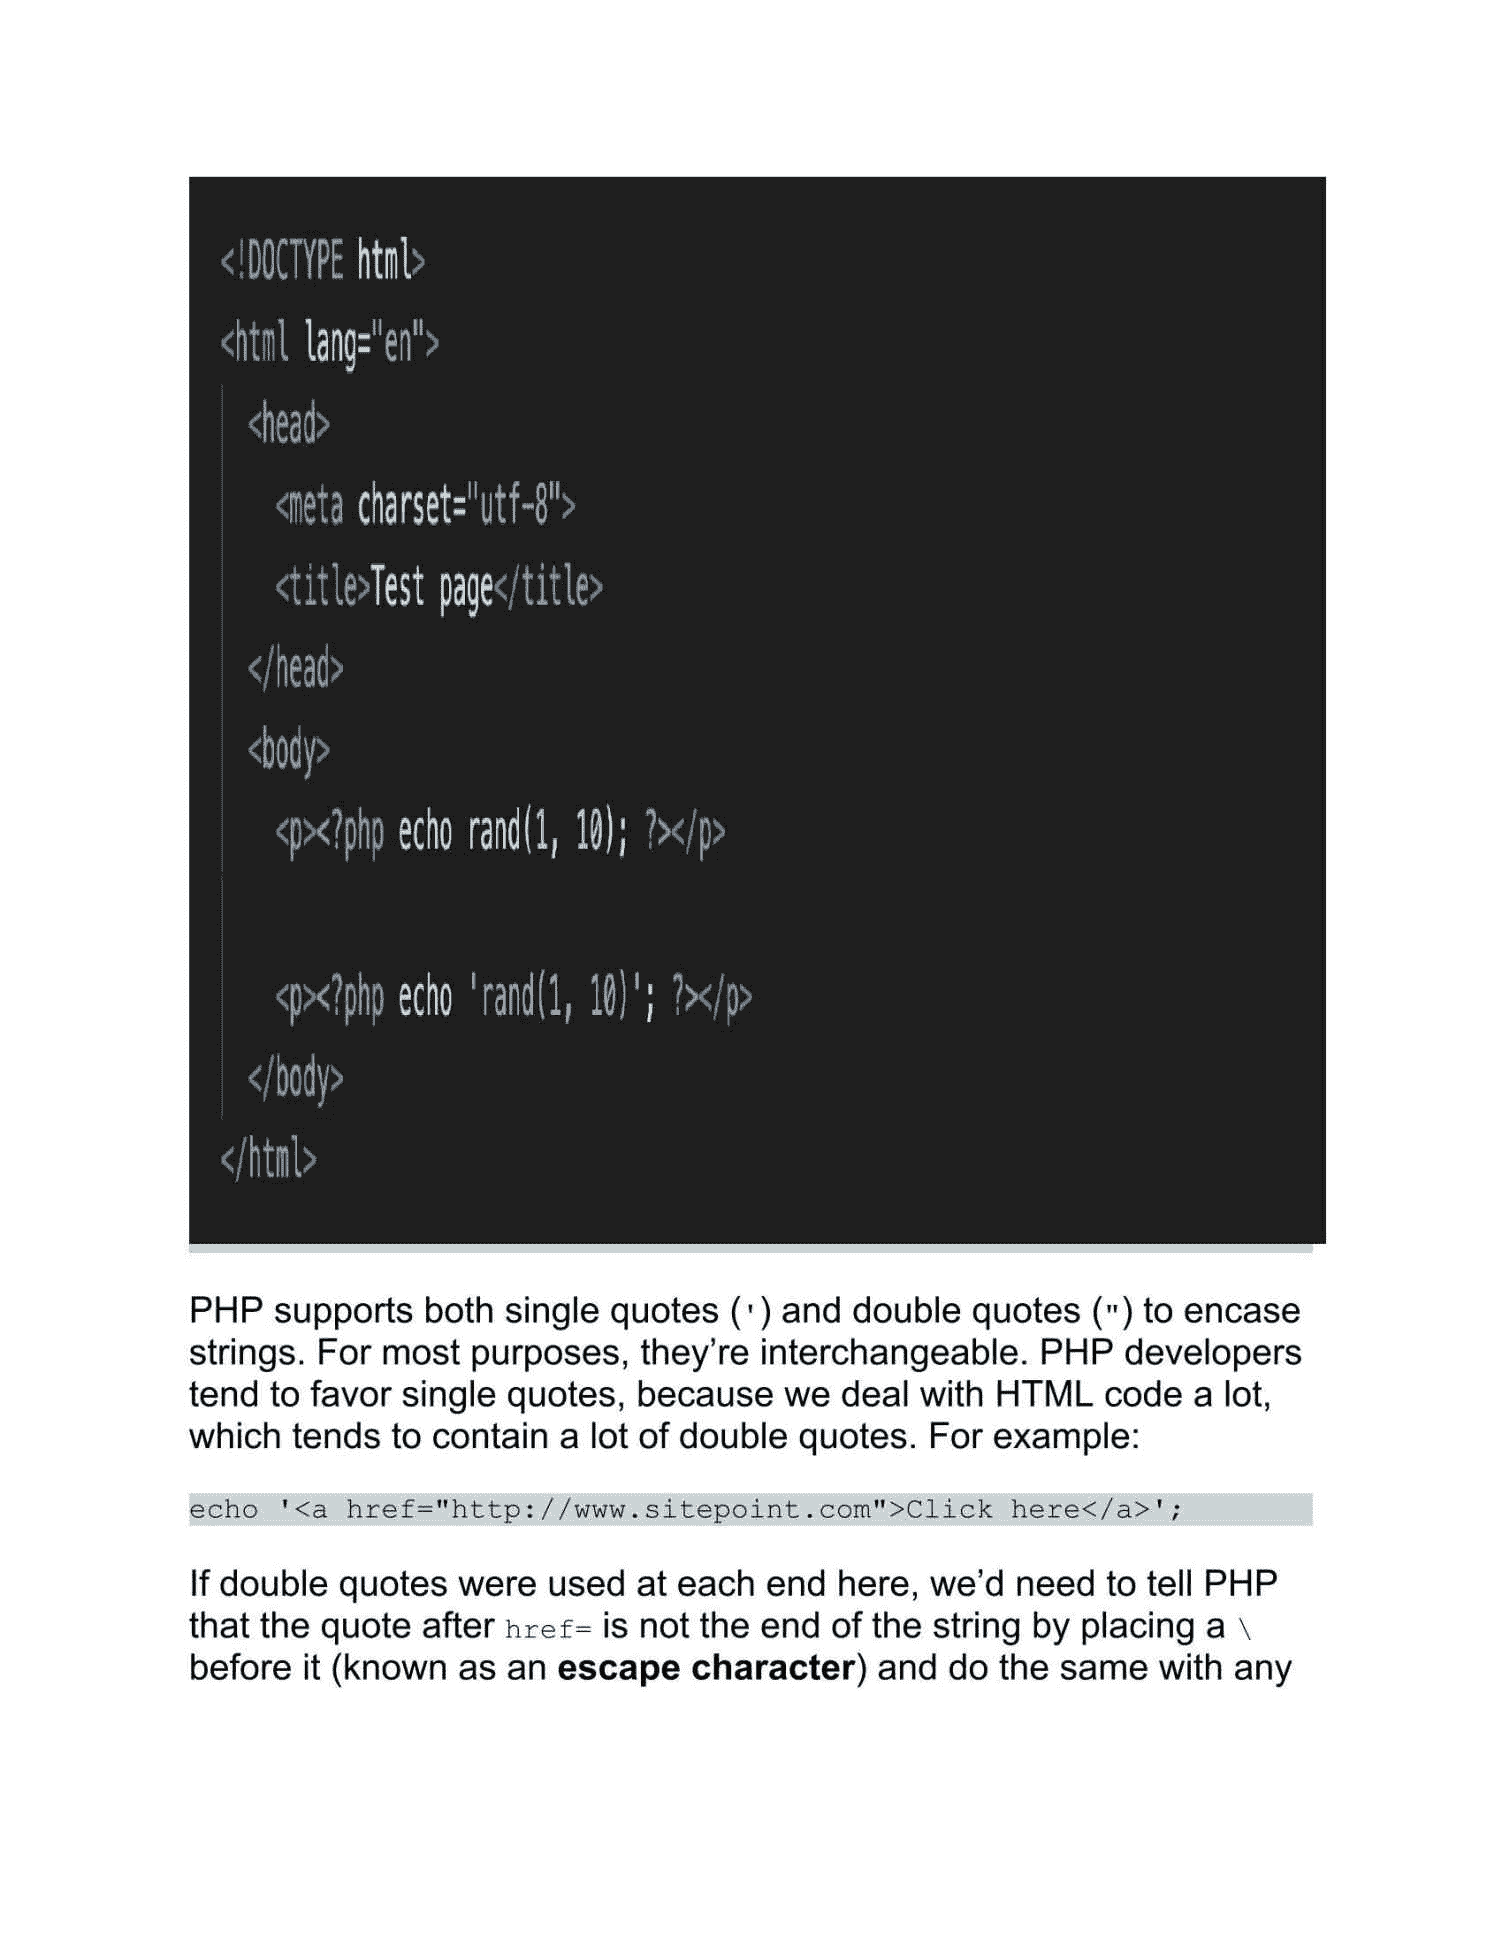 <!DOCTYPE html>
<html lang="en">
<head>
<meta charset="utf-8">
<title>Test page</title>
</head>
<body>
<p><?php echo rand(1, 10); ?></p>
<p><?php echo 'rand(1, 10)'; ?></p>
</body>
</html>
PHP supports both single quotes (') and double quotes (") to encase
strings. For most purposes, they’re interchangeable. PHP developers
tend to favor single quotes, because we deal with HTML code a lot,
which tends to contain a lot of double quotes. For example:
echo '<a href="http://www.sitepoint.com">Click here</a>';
If double quotes were used at each end here, we’d need to tell PHP
that the quote after href= is not the end of the string by placing a \
before it (known as an escape character) and do the same with any